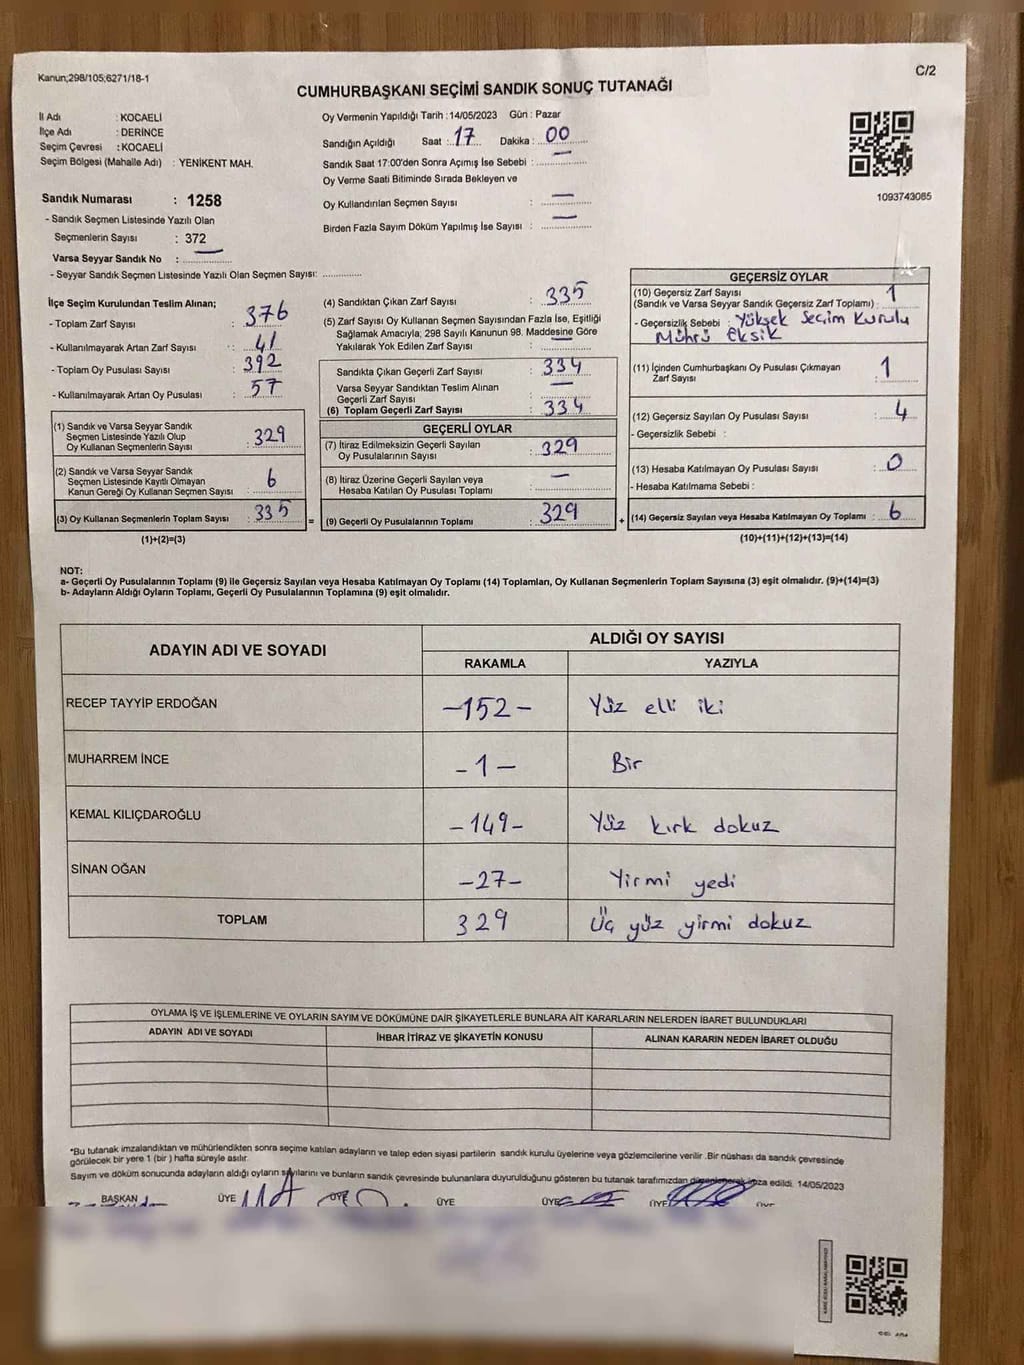 Kanun;298/105;6271/18-1
C/2
CUMHURBAŞKANI SEÇİMİ SANDIK SONUÇ TUTANAĞI
İl Adı : KOCAELİ
İlçe Adı : DERİNCE
Seçim Çevresi : KOCAELİ
Seçim Bölgesi (Mahalle Adı) : YENİKENT MAH.
Sandık Numarası : 1258
- Sandık Seçmen Listesinde Yazılı Olan
Seçmenlerin Sayısı : 372
Varsa Seyyar Sandık No : —
- Seyyar Sandık Seçmen Listesinde Yazılı Olan Seçmen Sayısı:
Oy Vermenin Yapıldığı Tarih : 14/05/2023 Gün : Pazar
Sandığın Açıldığı Saat : 17 Dakika : 00
Sandık Saat 17:00'den Sonra Açımış İse Sebebi : —
Oy Verme Saati Bitiminde Sırada Bekleyen ve
Oy Kullandırılan Seçmen Sayısı : —
Birden Fazla Sayım Döküm Yapılmış İse Sayısı : —
1093743085
İlçe Seçim Kurulundan Teslim Alınan;
- Toplam Zarf Sayısı : 376
- Kullanılmayarak Artan Zarf Sayısı : 41
- Toplam Oy Pusulası Sayısı : 392
- Kullanılmayarak Artan Oy Pusulası : 57
(1) Sandık ve Varsa Seyyar Sandık
Seçmen Listesinde Yazılı Olup
Oy Kullanan Seçmenlerin Sayısı : 329
(2) Sandık ve Varsa Seyyar Sandık
Seçmen Listesinde Kayıtlı Olmayan
Kanun Gereği Oy Kullanan Seçmen Sayısı : 6
(3) Oy Kullanan Seçmenlerin Toplam Sayısı : 335
(1)+(2)=(3)
(4) Sandıktan Çıkan Zarf Sayısı : 335
(5) Zarf Sayısı Oy Kullanan Seçmen Sayısından Fazla İse, Eşitliği
Sağlamak Amacıyla; 298 Sayılı Kanunun 98. Maddesine Göre
Yakılarak Yok Edilen Zarf Sayısı : —
Sandıkta Çıkan Geçerli Zarf Sayısı : 334
Varsa Seyyar Sandıktan Teslim Alınan
Geçerli Zarf Sayısı : —
(6) Toplam Geçerli Zarf Sayısı : 334
GEÇERLİ OYLAR
(7) İtiraz Edilmeksizin Geçerli Sayılan
Oy Pusulalarının Sayısı : 329
(8) İtiraz Üzerine Geçerli Sayılan veya
Hesaba Katılan Oy Pusulası Toplamı : —
= (9) Geçerli Oy Pusulalarının Toplamı : 329 +
GEÇERSİZ OYLAR
(10) Geçersiz Zarf Sayısı
(Sandık ve Varsa Seyyar Sandık Geçersiz Zarf Toplamı) : 1
- Geçersizlik Sebebi : Yüksek Seçim Kurulu
Mührü Eksik
(11) İçinden Cumhurbaşkanı Oy Pusulası Çıkmayan
Zarf Sayısı : 1
(12) Geçersiz Sayılan Oy Pusulası Sayısı : 4
- Geçersizlik Sebebi :
(13) Hesaba Katılmayan Oy Pusulası Sayısı : 0
- Hesaba Katılmama Sebebi :
(14) Geçersiz Sayılan veya Hesaba Katılmayan Oy Toplamı : 6
(10)+(11)+(12)+(13)=(14)
NOT:
a- Geçerli Oy Pusulalarının Toplamı (9) ile Geçersiz Sayılan veya Hesaba Katılmayan Oy Toplamı (14) Toplamları, Oy Kullanan Seçmenlerin Toplam Sayısına (3) eşit olmalıdır. (9)+(14)=(3)
b- Adayların Aldığı Oyların Toplamı, Geçerli Oy Pusulalarının Toplamına (9) eşit olmalıdır.
ADAYIN ADI VE SOYADI
ALDIĞI OY SAYISI
RAKAMLA YAZIYLA
RECEP TAYYİP ERDOĞAN -152- Yüz elli iki
MUHARREM İNCE -1- Bir
KEMAL KILIÇDAROĞLU -149- Yüz kırk dokuz
SİNAN OĞAN -27- Yirmi yedi
TOPLAM 329 Üç yüz yirmi dokuz
OYLAMA İŞ VE İŞLEMLERİNE VE OYLARIN SAYIM VE DÖKÜMÜNE DAİR ŞİKAYETLERLE BUNLARA AİT KARARLARIN NELERDEN İBARET BULUNDUKLARI
ADAYIN ADI VE SOYADI İHBAR İTİRAZ VE ŞİKAYETİN KONUSU ALINAN KARARIN NEDEN İBARET OLDUĞU
*Bu tutanak imzalandıktan ve mühürlendikten sonra seçime katılan adayların ve talep eden siyasi partilerin sandık kurulu üyelerine veya gözlemcilerine verilir .Bir nüshası da sandık çevresinde
görülecek bir yere 1 (bir ) hafta süreyle asılır.
Sayım ve döküm sonucunda adayların aldığı oyların sayılarını ve bunların sandık çevresinde bulunanlara duyurulduğunu gösteren bu tutanak tarafımızdan düzenlenerek imza edildi. 14/05/2023
BAŞKAN ÜYE ÜYE ÜYE ÜYE ÜYE ÜYE